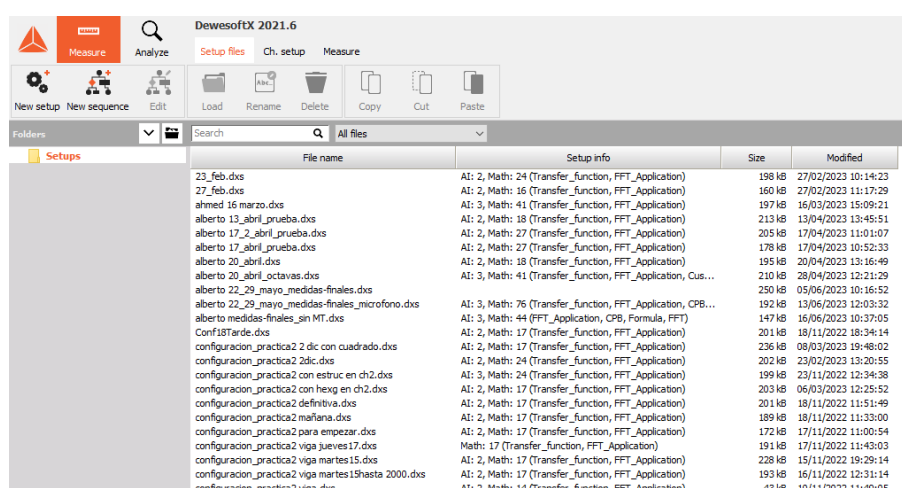 DewesoftX 2021.6
Measure Analyze Setup files Ch. setup Measure
New setup New sequence Edit Load Rename Delete Copy Cut Paste
Folders Search All files
Setups File name Setup info Size Modified
23_feb.dxs AI: 2, Math: 24 (Transfer_function, FFT_Application) 198 kB 27/02/2023 10:14:23
27_feb.dxs AI: 2, Math: 16 (Transfer_function, FFT_Application) 160 kB 27/02/2023 11:17:29
ahmed 16 marzo.dxs AI: 3, Math: 41 (Transfer_function, FFT_Application) 197 kB 16/03/2023 15:09:21
alberto 13_abril_prueba.dxs AI: 2, Math: 18 (Transfer_function, FFT_Application) 213 kB 13/04/2023 13:45:51
alberto 17_2_abril_prueba.dxs AI: 2, Math: 27 (Transfer_function, FFT_Application) 205 kB 17/04/2023 11:01:07
alberto 17_abril_prueba.dxs AI: 2, Math: 27 (Transfer_function, FFT_Application) 178 kB 17/04/2023 10:52:33
alberto 20_abril.dxs AI: 2, Math: 18 (Transfer_function, FFT_Application) 195 kB 20/04/2023 13:16:49
alberto 20_abril_octavas.dxs AI: 3, Math: 41 (Transfer_function, FFT_Application, Cus... 210 kB 28/04/2023 12:21:29
alberto 22_29_mayo_medidas-finales.dxs 250 kB 05/06/2023 10:16:52
alberto 22_29_mayo_medidas-finales_microfono.dxs AI: 3, Math: 76 (Transfer_function, FFT_Application, CPB... 192 kB 13/06/2023 12:03:32
alberto medidas-finales_sin MT.dxs AI: 3, Math: 44 (FFT_Application, CPB, Formula, FFT) 147 kB 16/06/2023 10:37:05
Conf18Tarde.dxs AI: 2, Math: 17 (Transfer_function, FFT_Application) 201 kB 18/11/2022 18:34:14
configuracion_practica2 2 dic con cuadrado.dxs AI: 2, Math: 17 (Transfer_function, FFT_Application) 236 kB 08/03/2023 19:48:02
configuracion_practica2 2dic.dxs AI: 2, Math: 24 (Transfer_function, FFT_Application) 202 kB 23/02/2023 13:20:55
configuracion_practica2 con estruc en ch2.dxs AI: 3, Math: 24 (Transfer_function, FFT_Application) 199 kB 23/11/2022 12:34:38
configuracion_practica2 con hexg en ch2.dxs AI: 2, Math: 17 (Transfer_function, FFT_Application) 203 kB 06/03/2023 12:25:52
configuracion_practica2 definitiva.dxs AI: 2, Math: 17 (Transfer_function, FFT_Application) 201 kB 18/11/2022 11:51:49
configuracion_practica2 mañana.dxs AI: 2, Math: 17 (Transfer_function, FFT_Application) 189 kB 18/11/2022 11:33:00
configuracion_practica2 para empezar.dxs AI: 2, Math: 17 (Transfer_function, FFT_Application) 172 kB 17/11/2022 11:00:54
configuracion_practica2 viga jueves17.dxs Math: 17 (Transfer_function, FFT_Application) 191 kB 17/11/2022 11:43:03
configuracion_practica2 viga martes15.dxs AI: 2, Math: 17 (Transfer_function, FFT_Application) 228 kB 15/11/2022 19:29:14
configuracion_practica2 viga martes15hasta 2000.dxs AI: 2, Math: 17 (Transfer_function, FFT_Application) 193 kB 16/11/2022 12:31:14